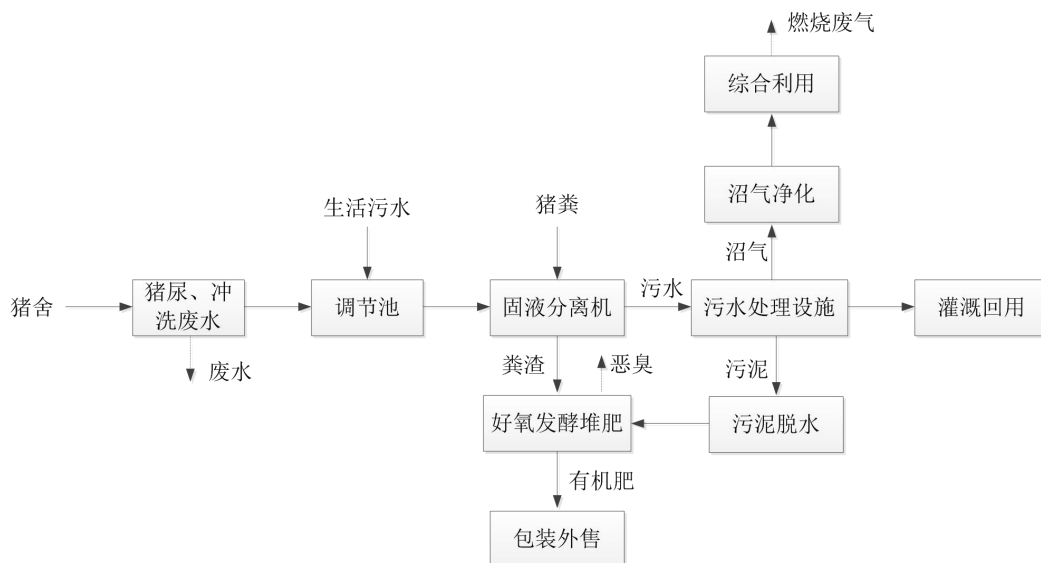 燃烧废气
综合利用
沼气净化
生活污水
猪粪
沼气
猪舍
猪尿、冲
洗废水
调节池
固液分离机
污水
污水处理设施
灌溉回用
废水
粪渣
恶臭
污泥
好氧发酵堆肥
污泥脱水
有机肥
包装外售